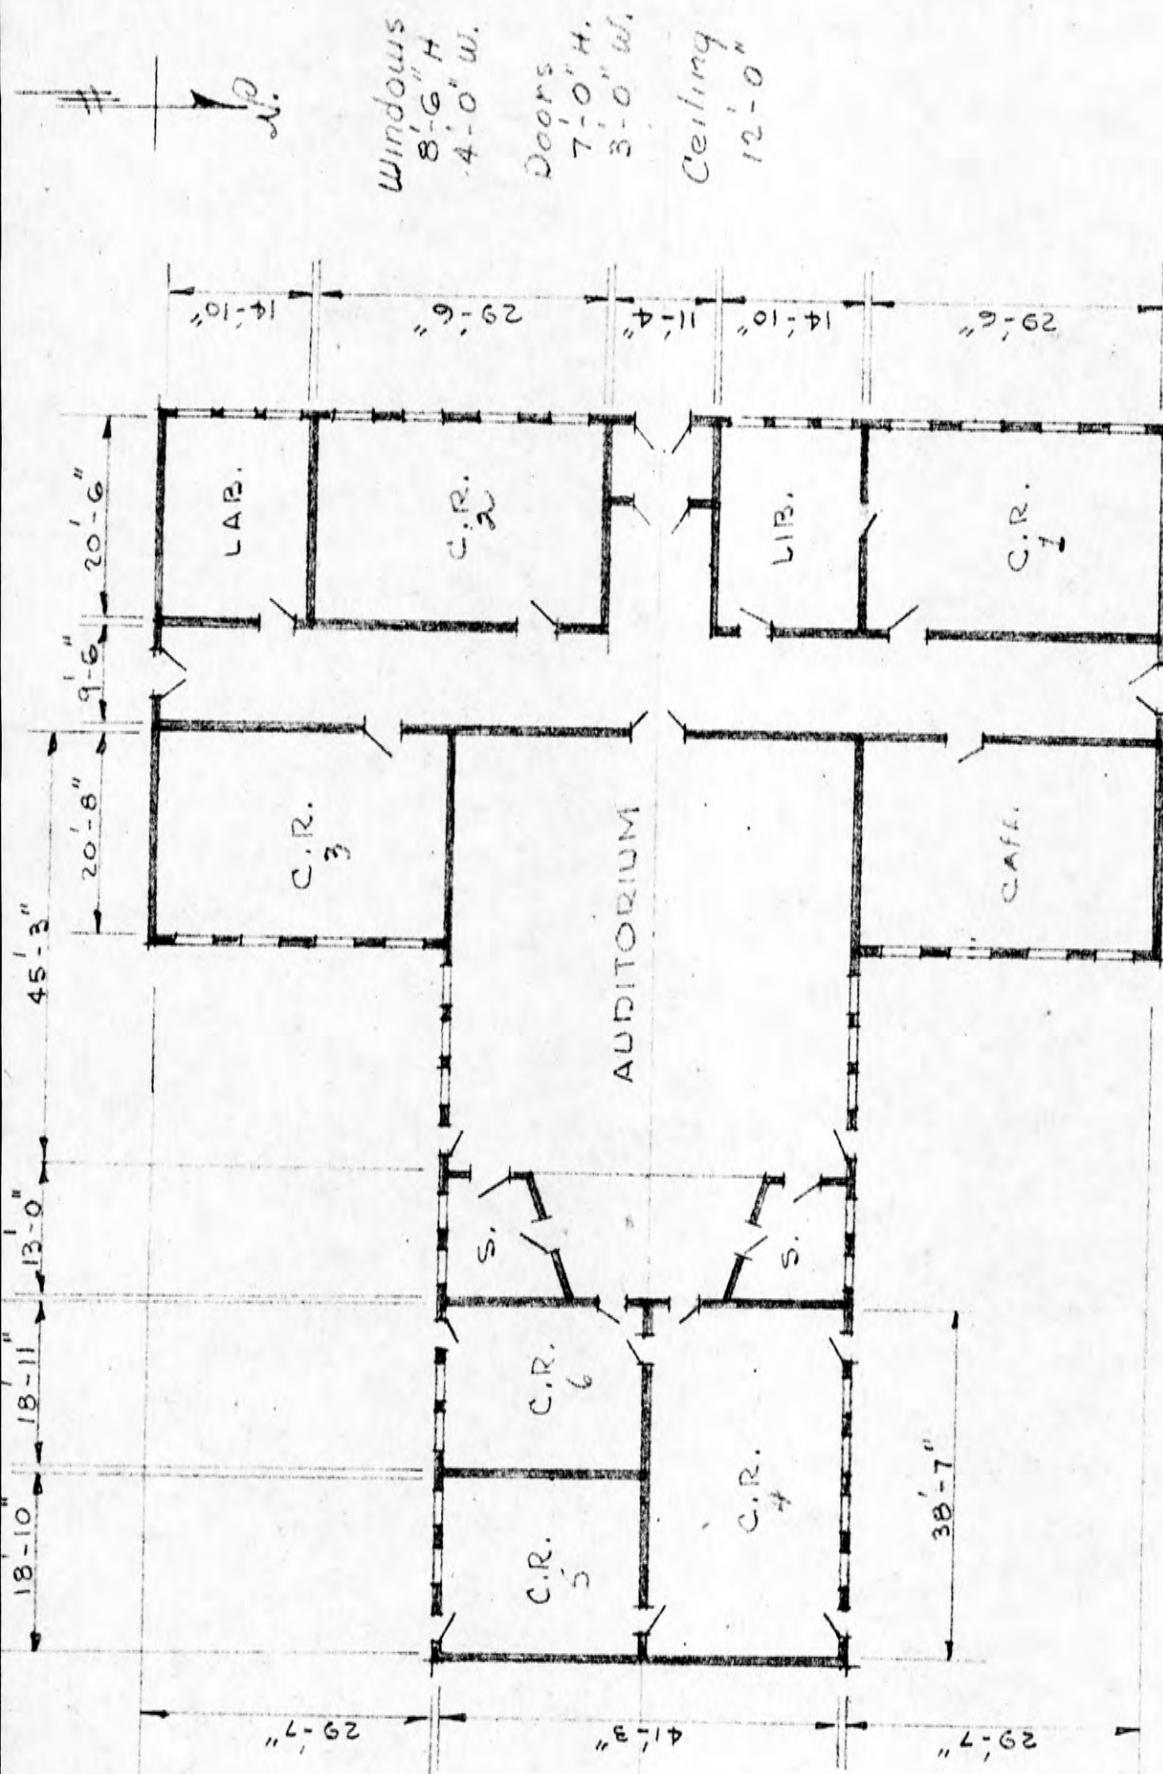 N.
Windows
8'-6" H
4'-0" W.
Doors
7'-0" H.
3'-0" W.
Ceiling
12'-0"
14'-10"
29'-6"
11'-4"
14'-10"
29'-6"
20'-6"
9'-6"
20'-8"
45'-3"
13'-0"
18'-11"
18'-10"
LAB.
C.R.
2
LIB.
C.R.
1
C.R.
3
AUDITORIUM
CAFE.
S.
S.
C.R.
6
C.R.
5
C.R.
4
38'-7"
29'-7"
41'-3"
29'-7"